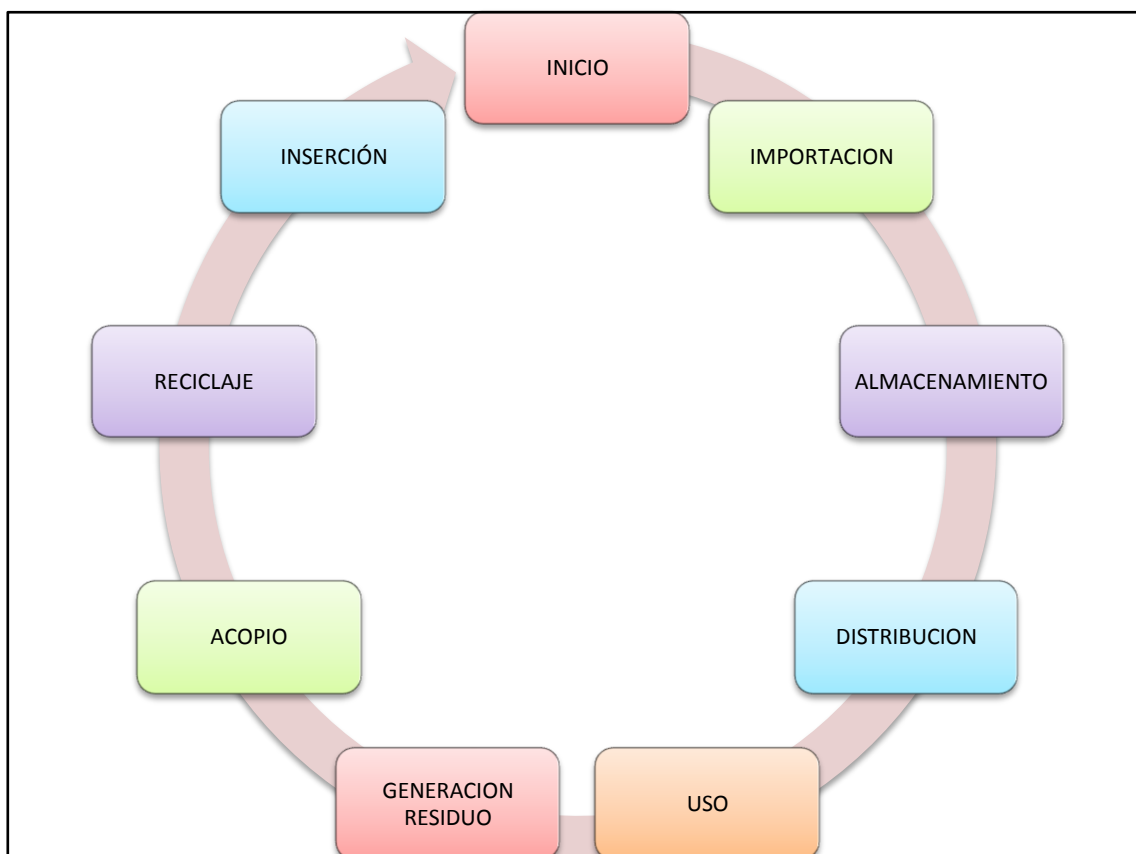 INICIO
IMPORTACION
ALMACENAMIENTO
DISTRIBUCION
USO
GENERACION
RESIDUO
ACOPIO
RECICLAJE
INSERCIÓN